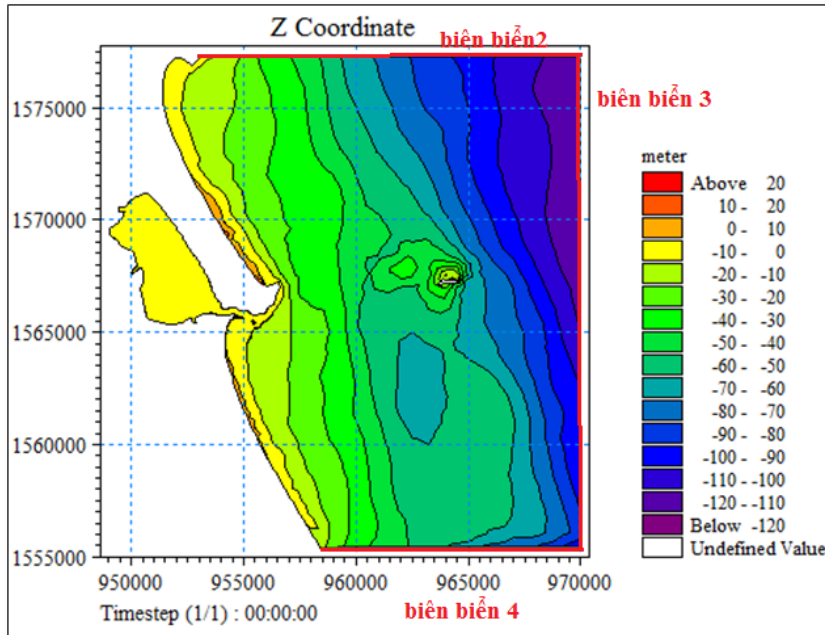 Z Coordinate
biên biển2
biên biển 3
1575000
1570000
1565000
1560000
1555000
950000 955000 960000 965000 970000
Timestep (1/1) : 00:00:00
biên biển 4
meter
Above 20
10 - 20
0 - 10
-10 - 0
-20 - -10
-30 - -20
-40 - -30
-50 - -40
-60 - -50
-70 - -60
-80 - -70
-90 - -80
-100 - -90
-110 - -100
-120 - -110
Below -120
Undefined Value